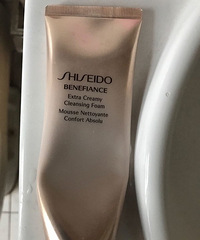 SHISEIDO
BENEFIANCE
Extra Creamy
Cleansing Foam
Mousse Nettoyante
Confort Absolu